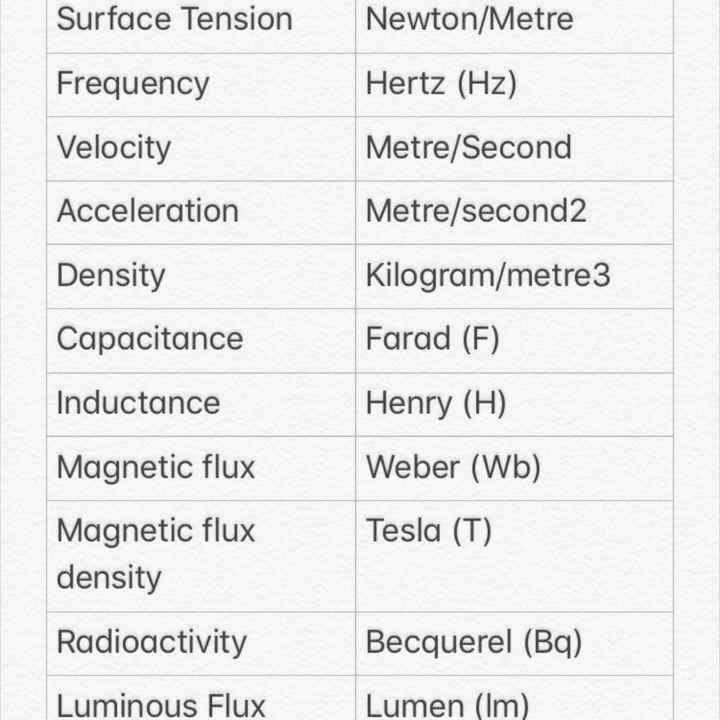 Surface Tension Newton/Metre
Frequency Hertz (Hz)
Velocity Metre/Second
Acceleration Metre/second2
Density Kilogram/metre3
Capacitance Farad (F)
Inductance Henry (H)
Magnetic flux Weber (Wb)
Magnetic flux Tesla (T)
density
Radioactivity Becquerel (Bq)
Luminous Flux Lumen (lm)